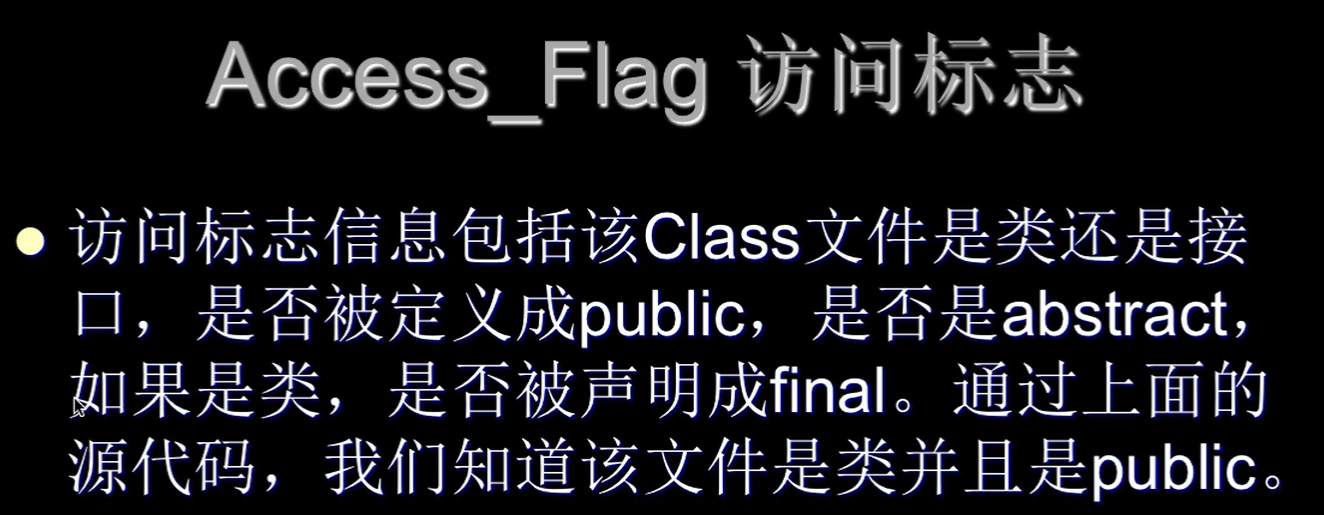 Access_Flag 访问标志
访问标志信息包括该Class文件是类还是接
口，是否被定义成public，是否是abstract，
如果是类，是否被声明成final。通过上面的
源代码，我们知道该文件是类并且是public。